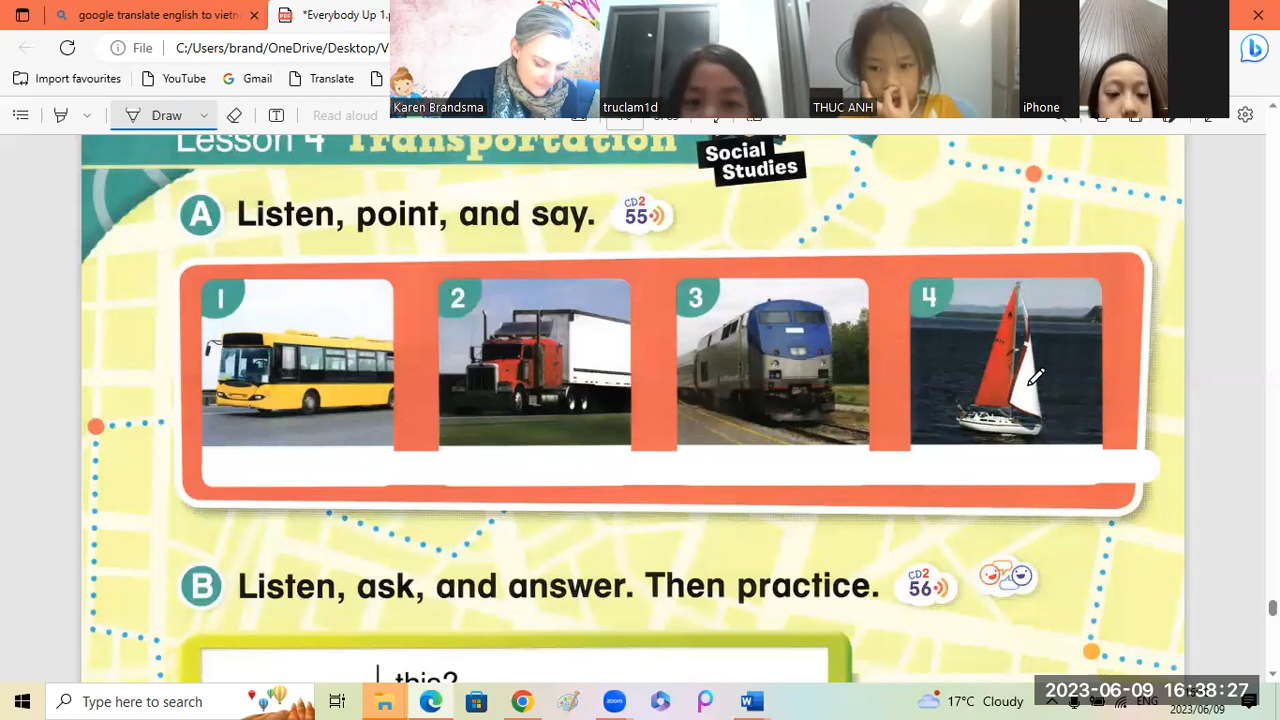 google translate english to vietn
*Everybody Up 1.p
File
C:/Users/brand/OneDrive/Desktop/V
Import favourites
YouTube
Gmail
Translate
Karen Brandsma
truclam1d
THUC ANH
iPhone
Draw
Read aloud
Lesson 4 Transportation
Social
Studies
A Listen, point, and say.
CD2
55
1
2
3
4
B Listen, ask, and answer. Then practice.
CD2
56
this?
Type here to search
17°C Cloudy
ENG
2023-06-09 16:38:27
2023/06/09